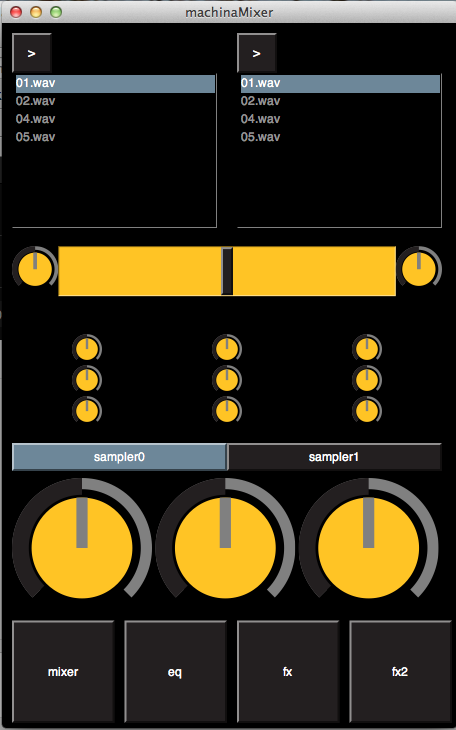 machinaMixer
> >
01.wav 01.wav
02.wav 02.wav
04.wav 04.wav
05.wav 05.wav
sampler0 sampler1
mixer eq fx fx2